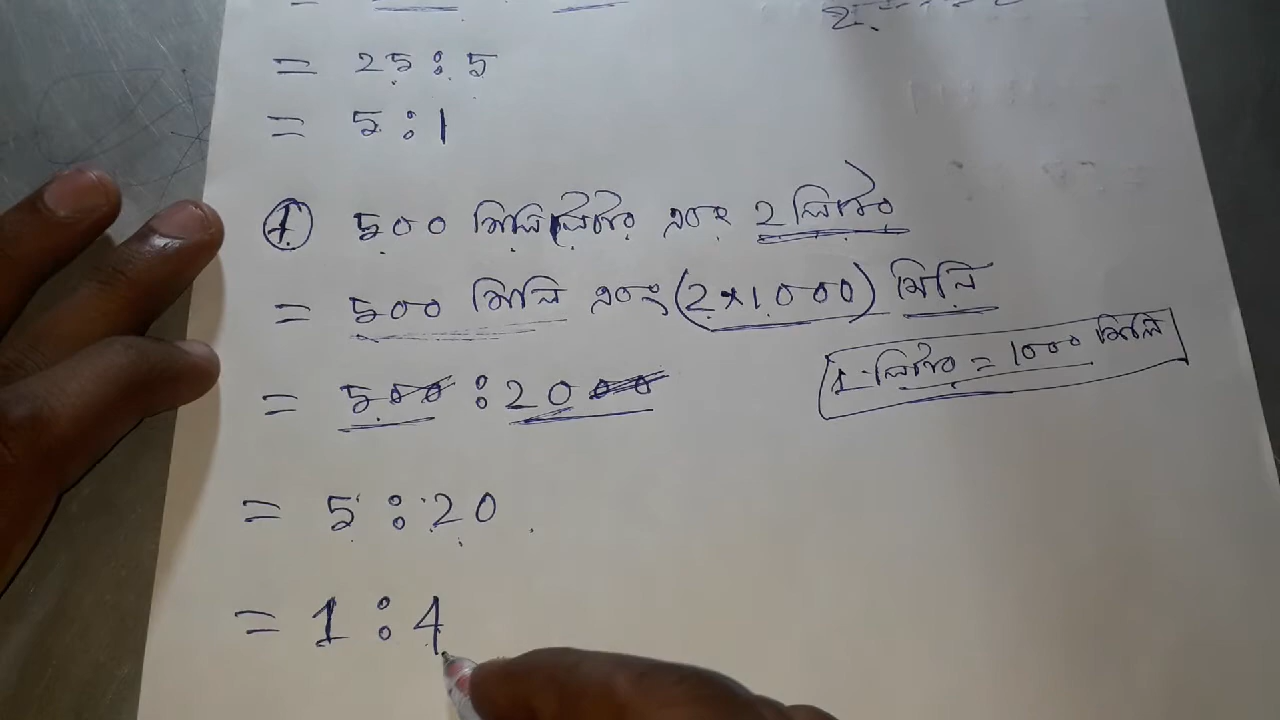 = 25 : 5
= 5 : 1
④ 500 মিলিলিটাৰ এবং 2 লিটাৰ
= 500 মিলি এবং (2×1000) মিলি
1 লিটাৰ = 1000 মিলি
= 500 : 2000
= 5 : 20
= 1 : 4